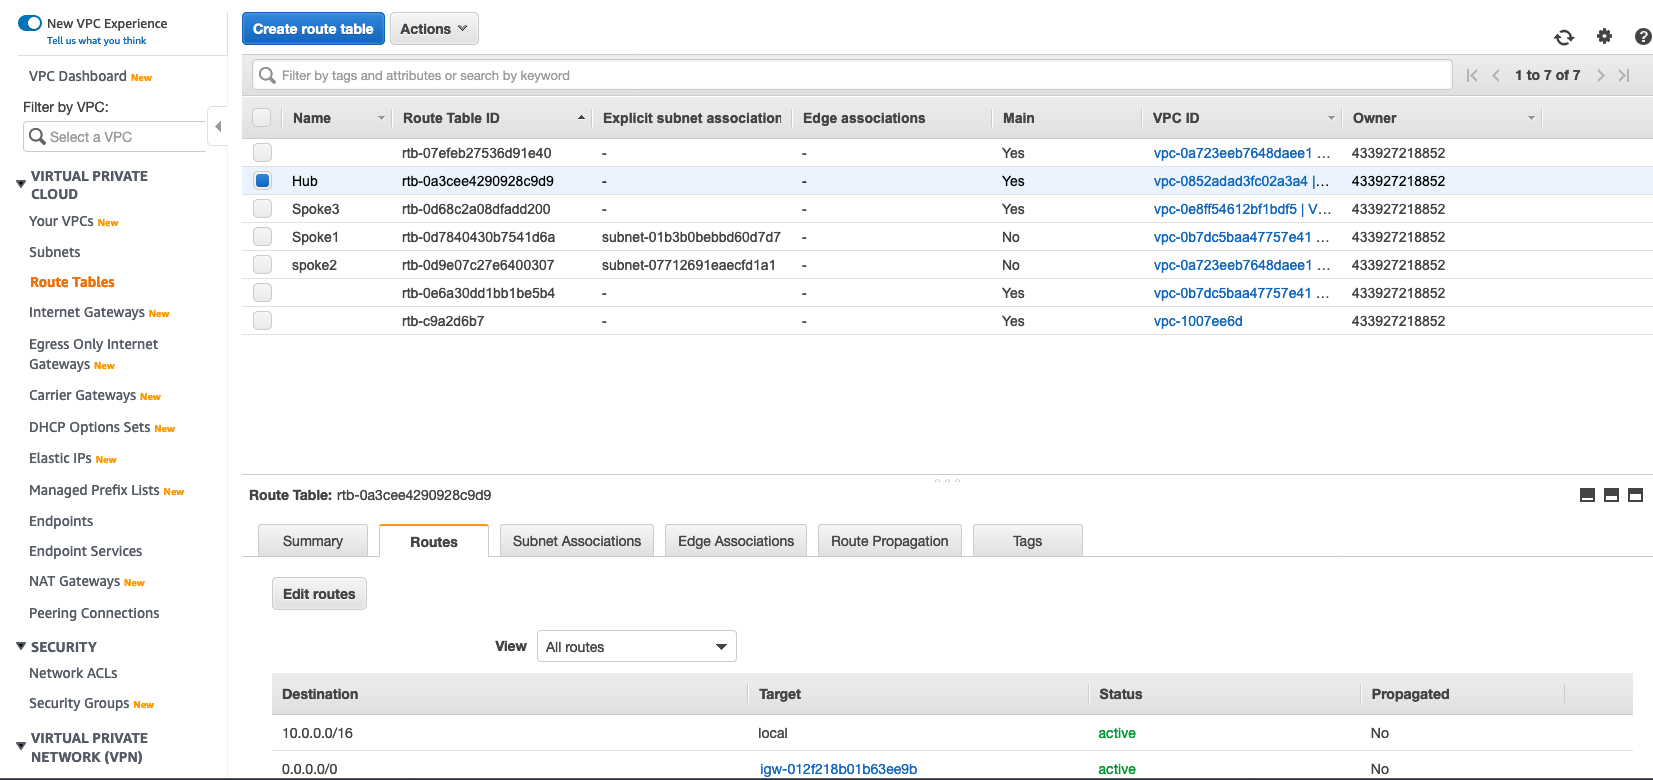 New VPC Experience
Tell us what you think
VPC Dashboard New
Filter by VPC:
Select a VPC
VIRTUAL PRIVATE
CLOUD
Your VPCs New
Subnets
Route Tables
Internet Gateways New
Egress Only Internet
Gateways New
Carrier Gateways New
DHCP Options Sets New
Elastic IPs New
Managed Prefix Lists New
Endpoints
Endpoint Services
NAT Gateways New
Peering Connections
SECURITY
Network ACLs
Security Groups New
VIRTUAL PRIVATE
NETWORK (VPN)
Create route table Actions
Filter by tags and attributes or search by keyword 1 to 7 of 7
Name Route Table ID Explicit subnet association Edge associations Main VPC ID Owner
rtb-07efeb27536d91e40 - - Yes vpc-0a723eeb7648daee1 ... 433927218852
Hub rtb-0a3cee4290928c9d9 - - Yes vpc-0852adad3fc02a3a4 |... 433927218852
Spoke3 rtb-0d68c2a08dfadd200 - - Yes vpc-0e8ff54612bf1bdf5 | V... 433927218852
Spoke1 rtb-0d7840430b7541d6a subnet-01b3b0bebbd60d7d7 - No vpc-0b7dc5baa47757e41 ... 433927218852
spoke2 rtb-0d9e07c27e6400307 subnet-07712691eaecfd1a1 - No vpc-0a723eeb7648daee1 ... 433927218852
rtb-0e6a30dd1bb1be5b4 - - Yes vpc-0b7dc5baa47757e41 ... 433927218852
rtb-c9a2d6b7 - - Yes vpc-1007ee6d 433927218852
Route Table: rtb-0a3cee4290928c9d9
Summary Routes Subnet Associations Edge Associations Route Propagation Tags
Edit routes
View All routes
Destination Target Status Propagated
10.0.0.0/16 local active No
0.0.0.0/0 igw-012f218b01b63ee9b active No